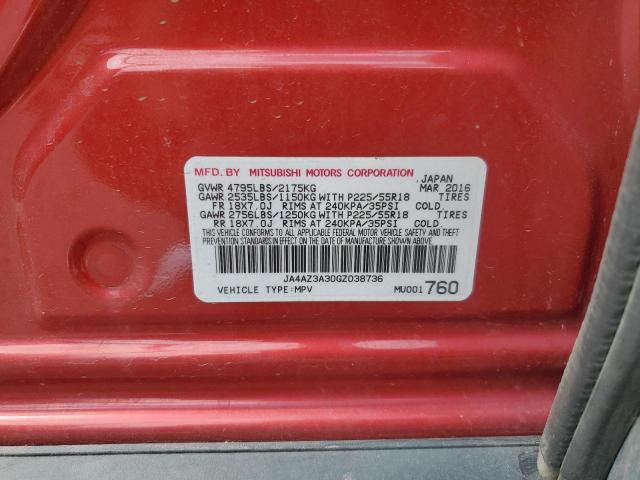 MFD. BY MITSUBISHI MOTORS CORPORATION JAPAN
GVWR 4795LBS/2175KG MAR 2016
GAWR 2535LBS/1150KG WITH P225/55R18 TIRES
FR 18X7.0J RIMS AT 240KPA/35PSI COLD.
GAWR 2756LBS/1250KG WITH P225/55R18 TIRES
RR 18X7.0J RIMS AT 240KPA/35PSI COLD.
THIS VEHICLE CONFORMS TO ALL APPLICABLE FEDERAL MOTOR VEHICLE
SAFETY, BUMPER AND THEFT PREVENTION STANDARDS IN EFFECT ON THE
DATE OF MANUFACTURE SHOWN ABOVE.
JA4AZ3A30GZ038736
VEHICLE TYPE:MPV MU001760